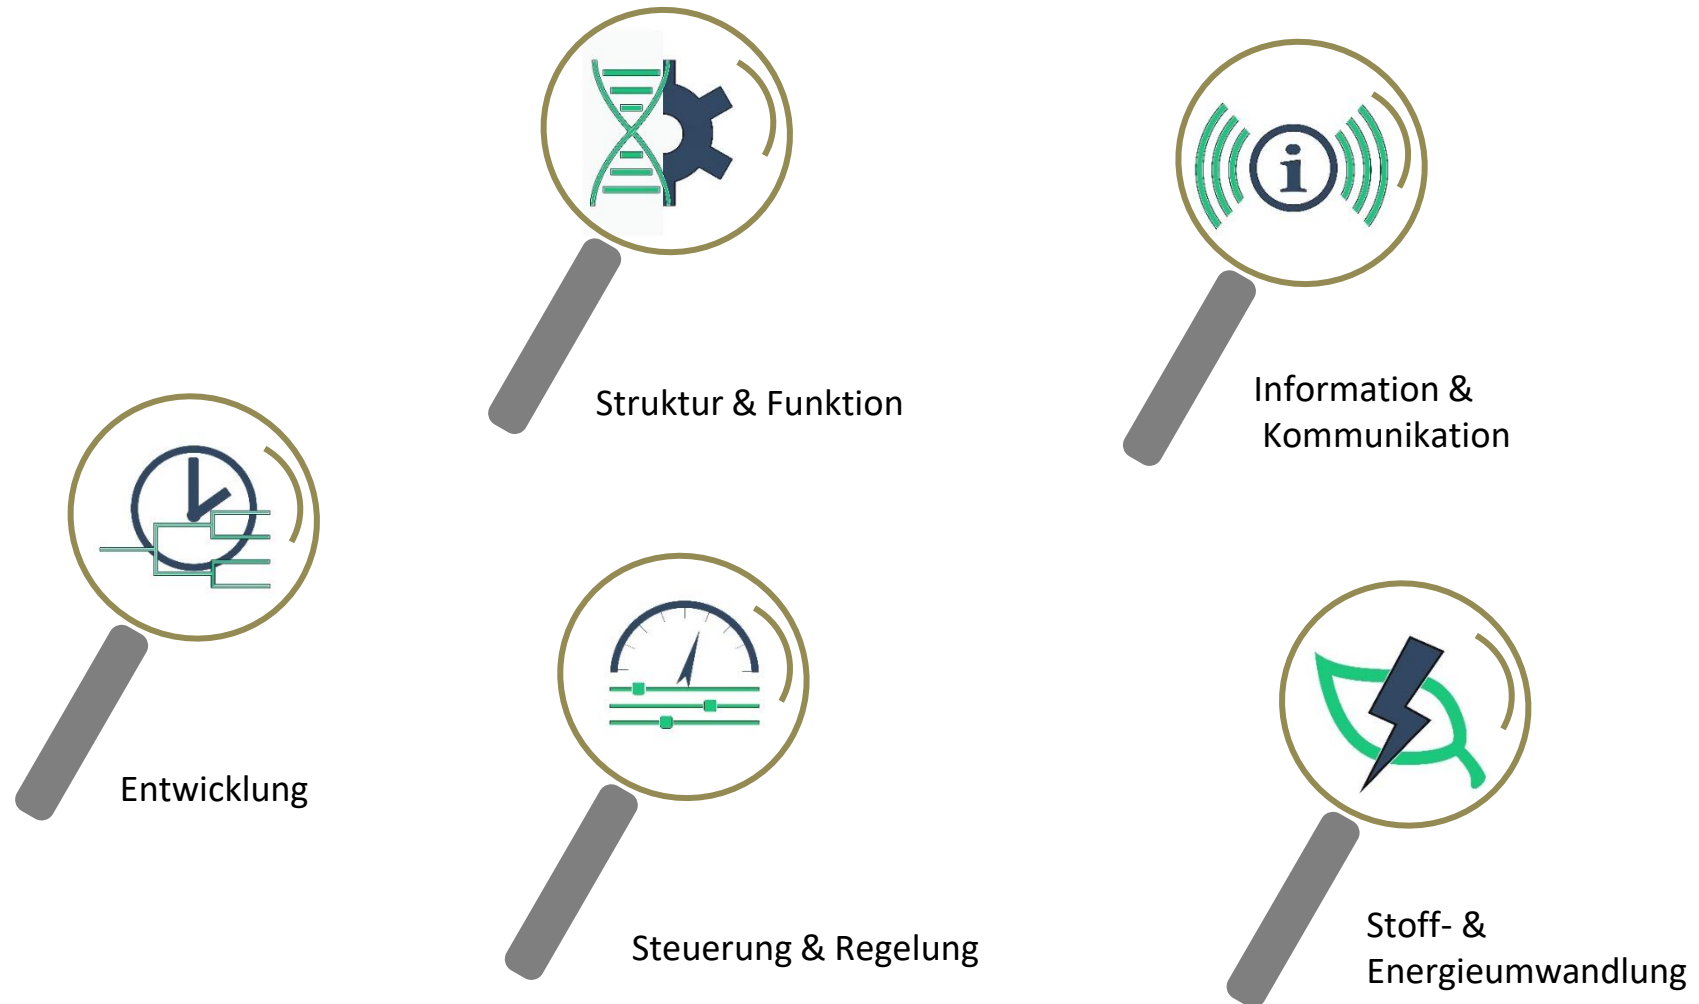 Struktur & Funktion
Information &
Kommunikation
Entwicklung
Steuerung & Regelung
Stoff- &
Energieumwandlung
i